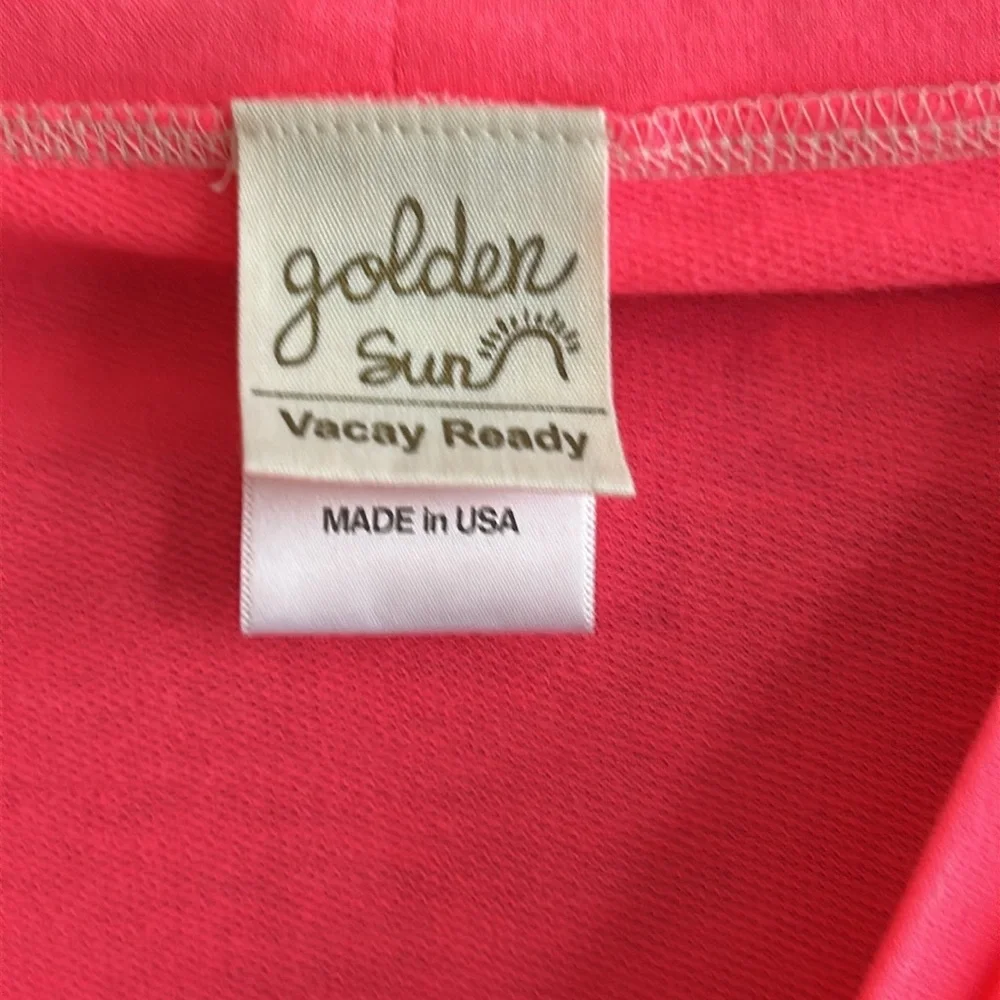 golden
Sun
Vacay Ready
MADE in USA